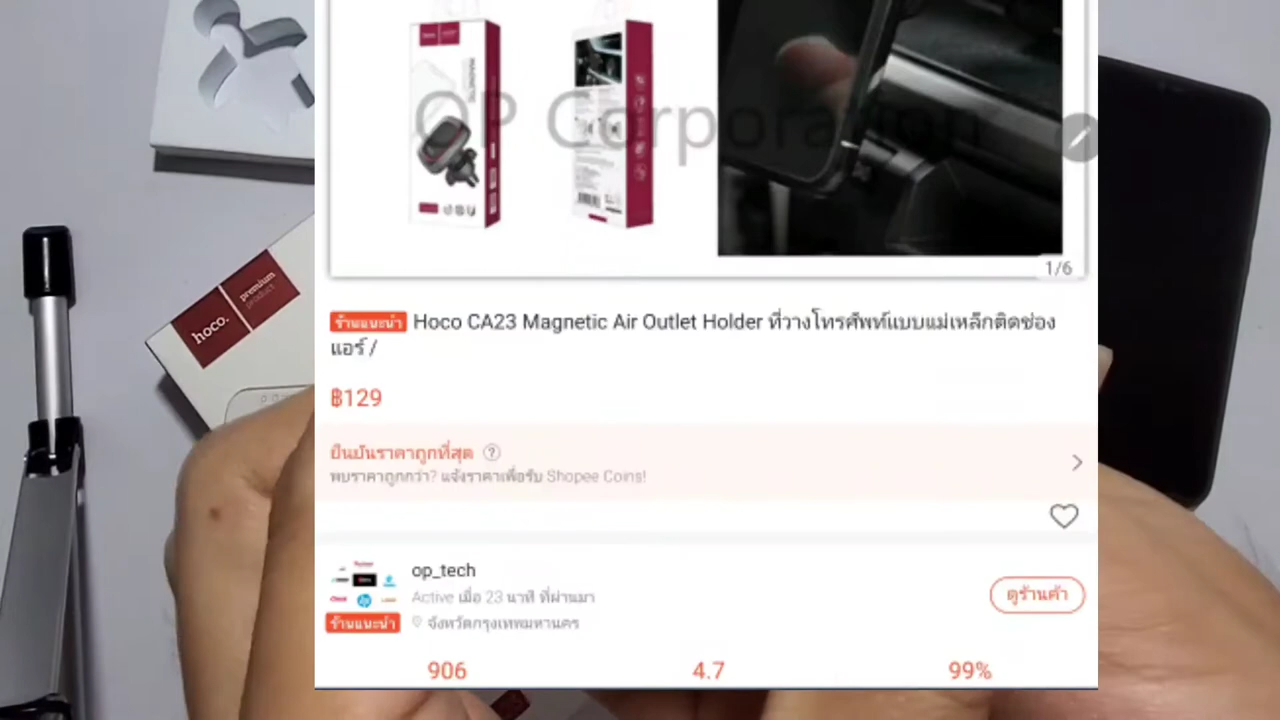 hoco.
OP Corporation
1/6
hoco.
premium
product
ร้านแนะนำ Hoco CA23 Magnetic Air Outlet Holder ที่วางโทรศัพท์แบบแม่เหล็กติดช่อง
แอร์ /
฿129
ยืนยันราคาถูกที่สุด ?
พบราคาถูกกว่า? แจ้งราคาเพื่อรับ Shopee Coins!
op_tech
Active เมื่อ 23 นาที ที่ผ่านมา
ดูร้านค้า
ร้านแนะนำ
จังหวัดกรุงเทพมหานคร
906
4.7
99%